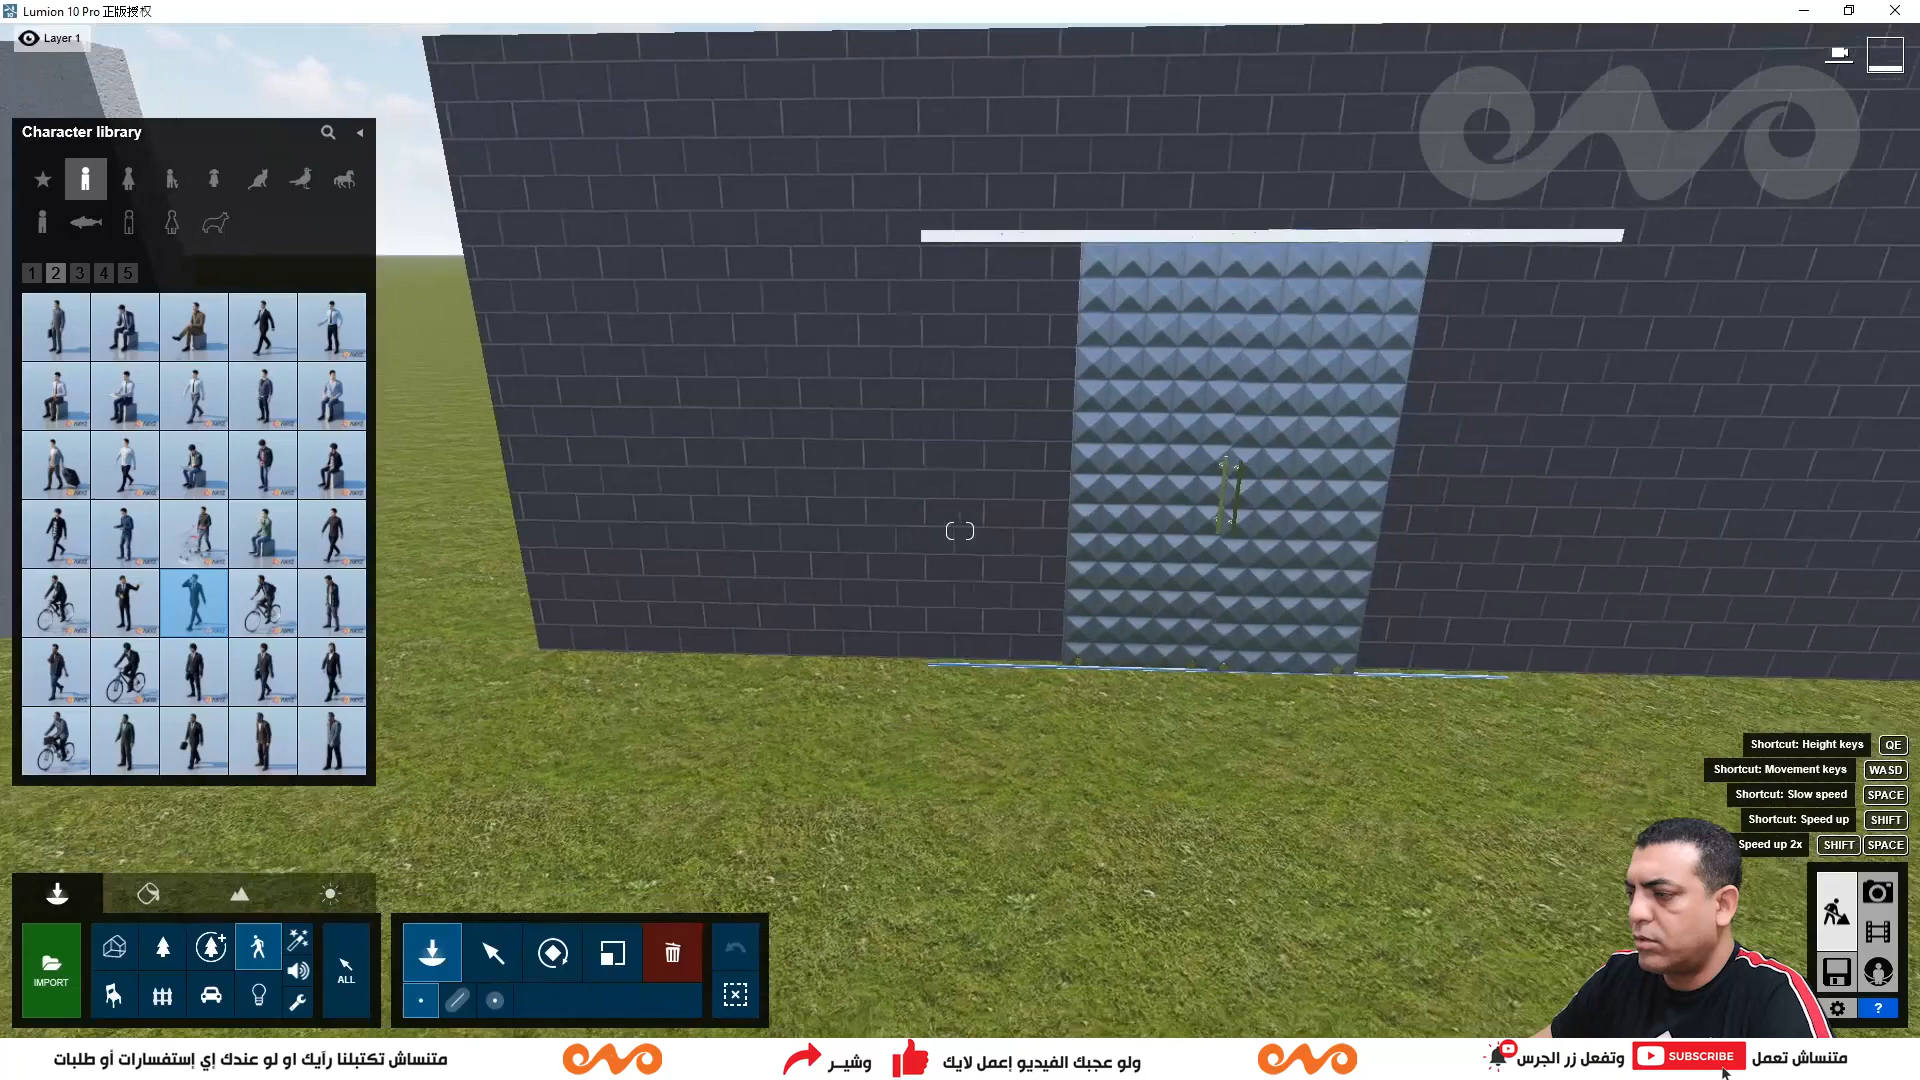 Lumion 10 Pro 正版授权
Layer 1
Character library
1 2 3 4 5
Shortcut: Height keys QE
Shortcut: Movement keys WASD
Shortcut: Slow speed SPACE
Shortcut: Speed up SHIFT
Speed up 2x SHIFT SPACE
IMPORT
ALL
?
متنساش تعمل SUBSCRIBE وتفعل زر الجرس
ولو عجبك الفيديو إعمل لايك
وشير
متنساش تكتبلنا رأيك او لو عندك إي إستفسارات أو طلبات